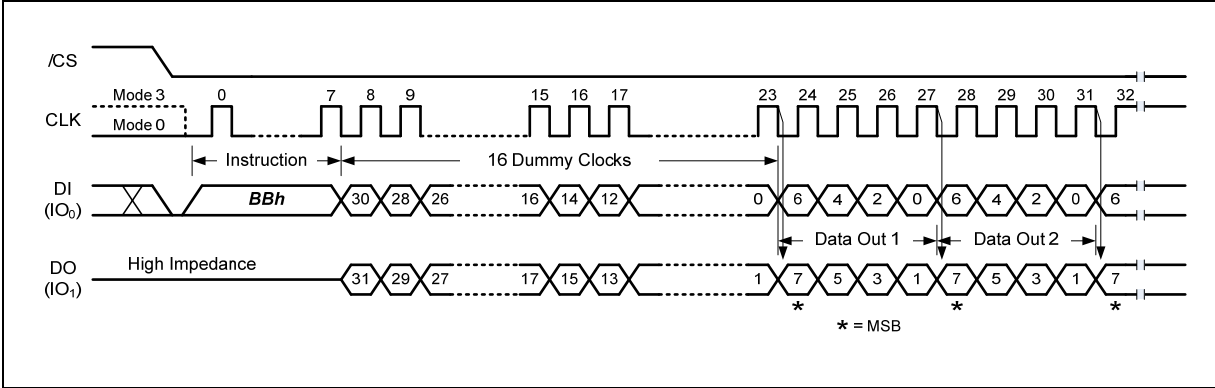 /CS
Mode 3 0 7 8 9 15 16 17 23 24 25 26 27 28 29 30 31 32
CLK
Mode 0
Instruction 16 Dummy Clocks
DI
(IO0)
BBh 30 28 26 16 14 12 0 6 4 2 0 6 4 2 0 6
Data Out 1 Data Out 2
High Impedance
DO
(IO1)
31 29 27 17 15 13 1 7 5 3 1 7 5 3 1 7
* * *
* = MSB